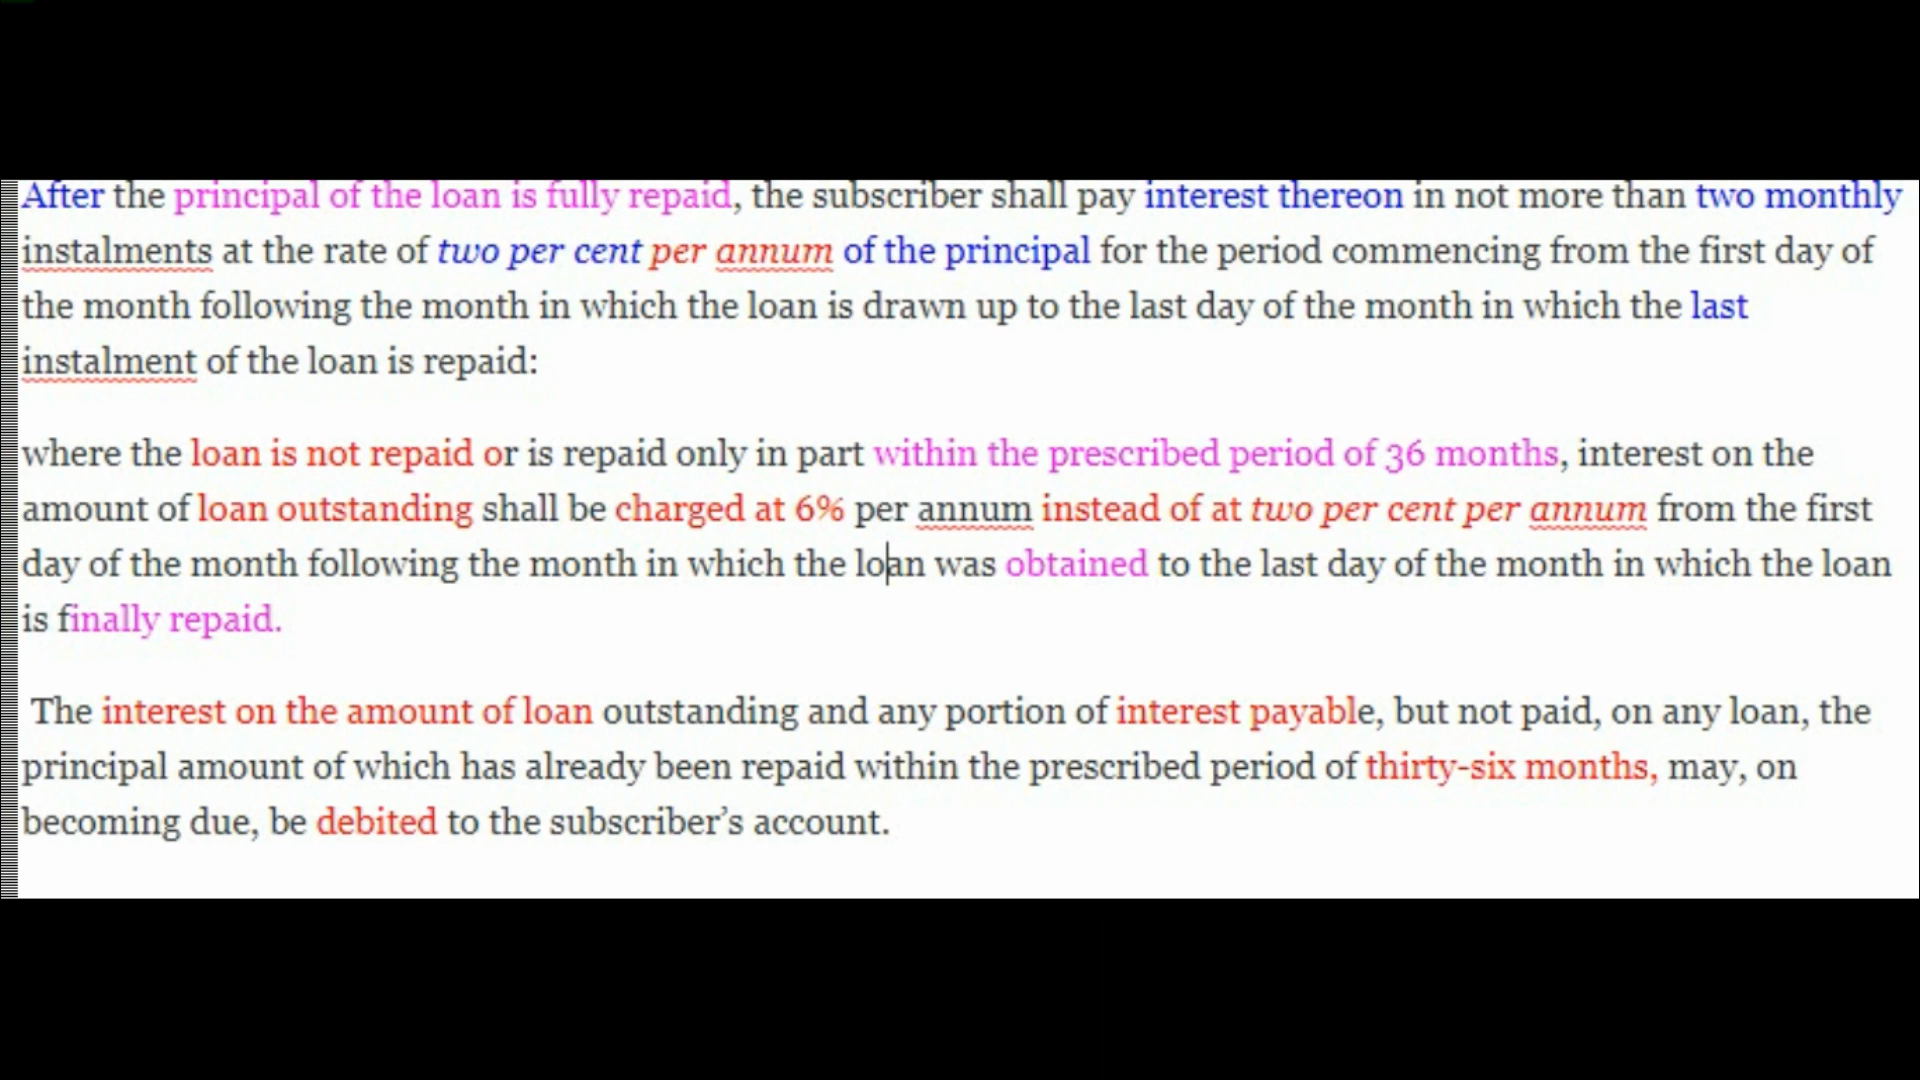 After the principal of the loan is fully repaid, the subscriber shall pay interest thereon in not more than two monthly
instalments at the rate of two per cent per annum of the principal for the period commencing from the first day of
the month following the month in which the loan is drawn up to the last day of the month in which the last
instalment of the loan is repaid:
where the loan is not repaid or is repaid only in part within the prescribed period of 36 months, interest on the
amount of loan outstanding shall be charged at 6% per annum instead of at two per cent per annum from the first
day of the month following the month in which the loan was obtained to the last day of the month in which the loan
is finally repaid.
The interest on the amount of loan outstanding and any portion of interest payable, but not paid, on any loan, the
principal amount of which has already been repaid within the prescribed period of thirty-six months, may, on
becoming due, be debited to the subscriber’s account.